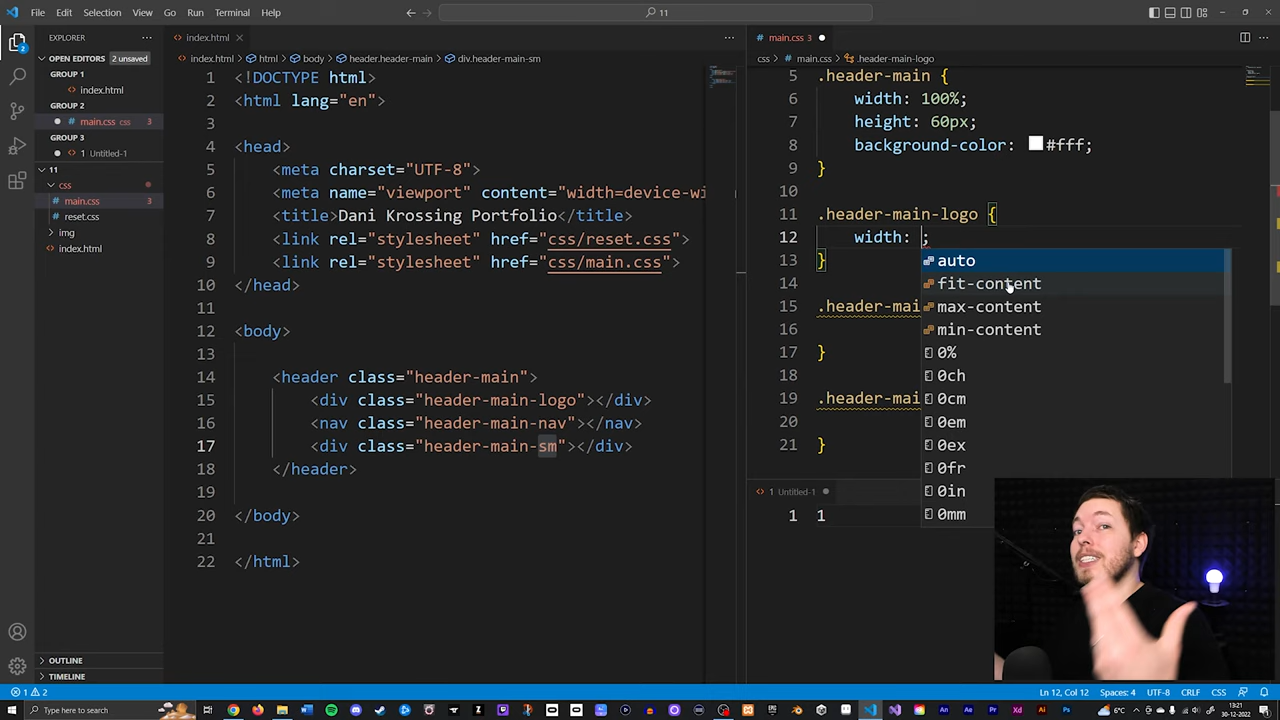 File Edit Selection View Go Run Terminal Help
11
EXPLORER
OPEN EDITORS 2 unsaved
GROUP 1
index.html
GROUP 2
main.css css 3
GROUP 3
1 Untitled-1
11
css
main.css 3
reset.css
img
index.html
OUTLINE
TIMELINE
index.html
index.html > html > body > header.header-main > div.header-main-sm
1 <!DOCTYPE html>
2 <html lang="en">
3
4 <head>
5 <meta charset="UTF-8">
6 <meta name="viewport" content="width=device-wi
7 <title>Dani Krossing Portfolio</title>
8 <link rel="stylesheet" href="css/reset.css">
9 <link rel="stylesheet" href="css/main.css">
10 </head>
11
12 <body>
13
14 <header class="header-main">
15 <div class="header-main-logo"></div>
16 <nav class="header-main-nav"></nav>
17 <div class="header-main-sm"></div>
18 </header>
19
20 </body>
21
22 </html>
main.css 3
css > main.css > .header-main-logo
5 .header-main {
6 width: 100%;
7 height: 60px;
8 background-color: #fff;
9 }
10
11 .header-main-logo {
12 width: ;
13 }
14
15 .header-mai
16
17 }
18
19 .header-mai
20
21 }
auto
fit-content
max-content
min-content
0%
0ch
0cm
0em
0ex
0fr
0in
0mm
1 Untitled-1
1 1
1 2
Ln 12, Col 12 Spaces: 4 UTF-8 CRLF CSS
Type here to search
6°C
13:21
30-12-2022